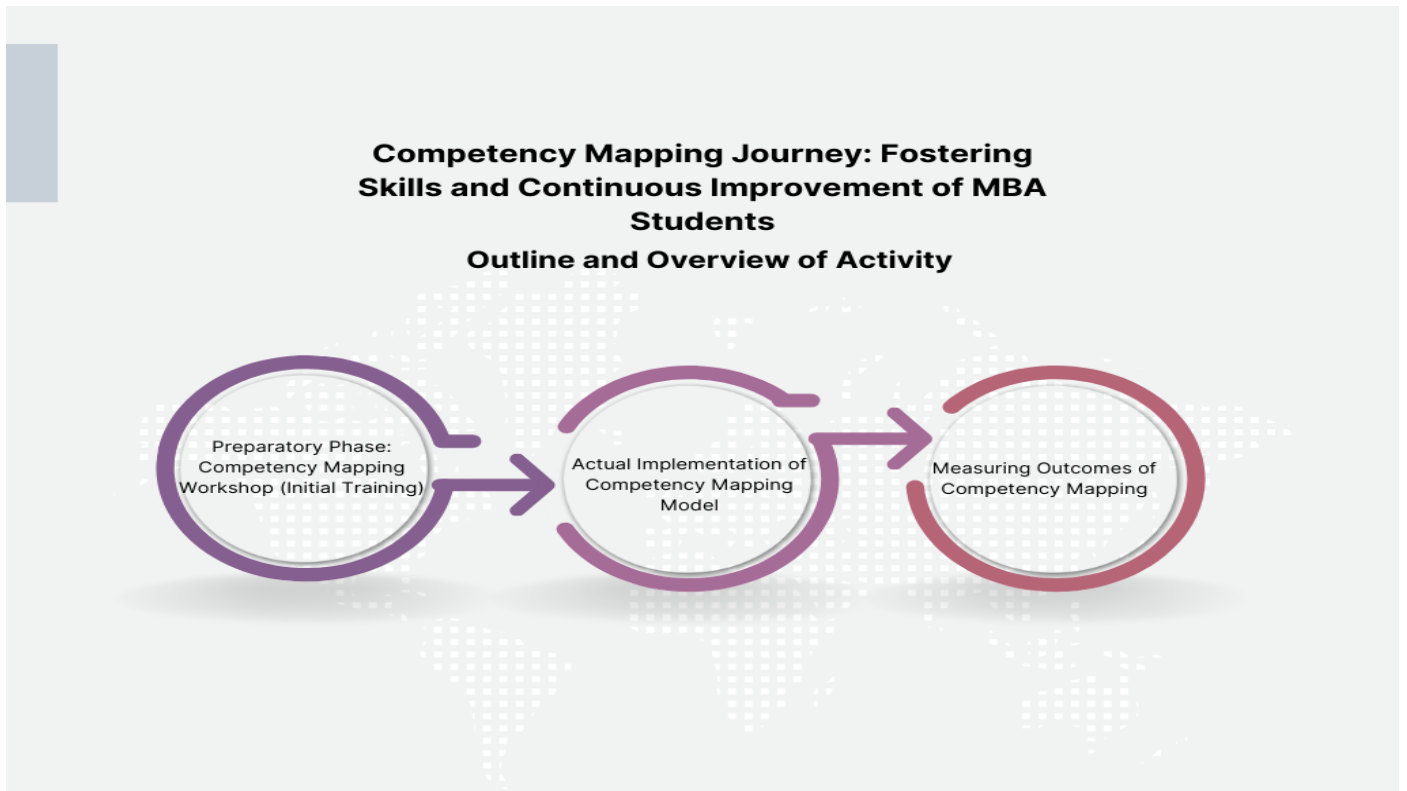 Competency Mapping Journey: Fostering
Skills and Continuous Improvement of MBA
Students
Outline and Overview of Activity
Preparatory Phase:
Competency Mapping
Workshop (Initial Training)
Actual Implementation of
Competency Mapping
Model
Measuring Outcomes of
Competency Mapping